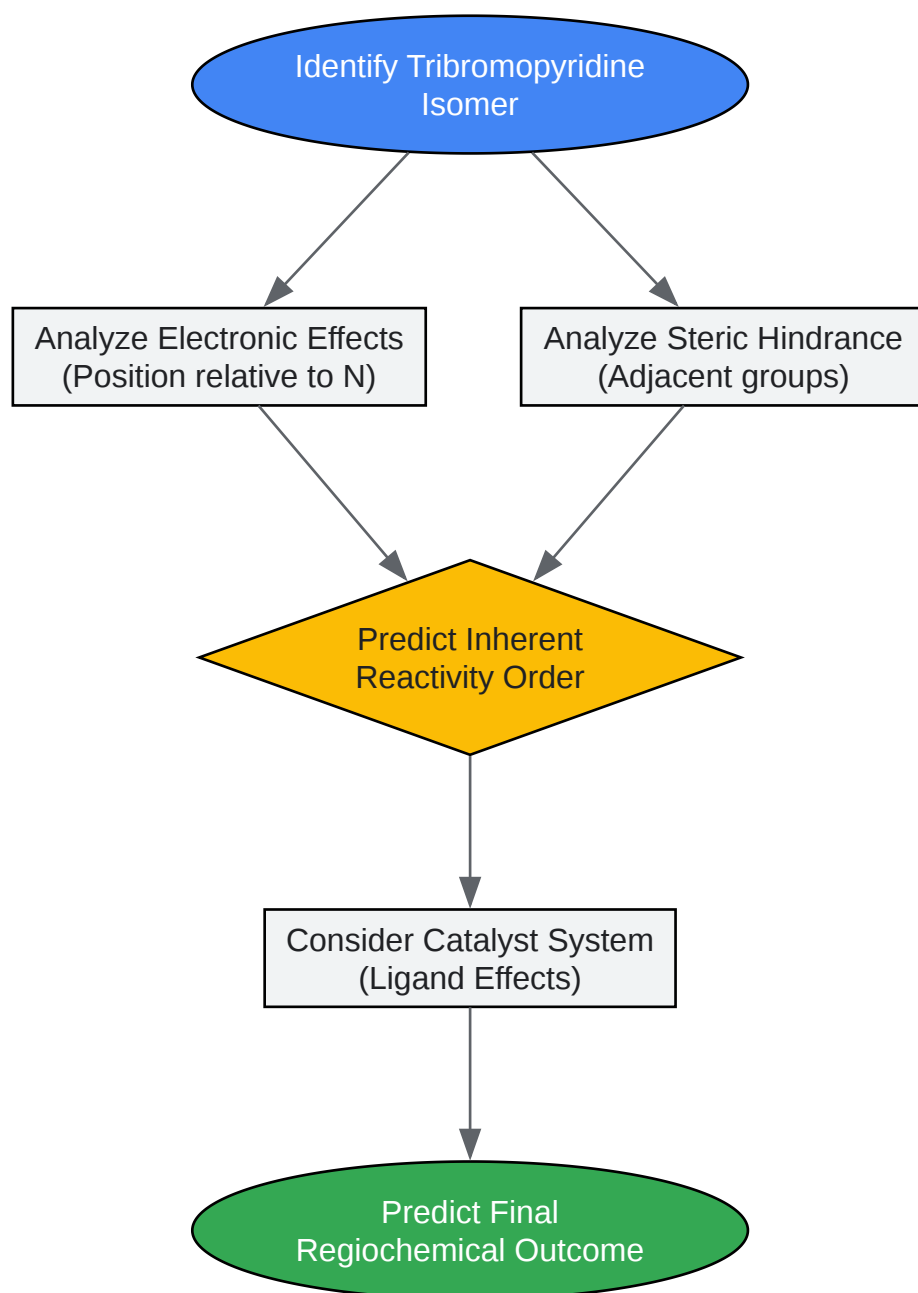 Identify Tribromopyridine
Isomer
Analyze Electronic Effects
(Position relative to N)
Analyze Steric Hindrance
(Adjacent groups)
Predict Inherent
Reactivity Order
Consider Catalyst System
(Ligand Effects)
Predict Final
Regiochemical Outcome